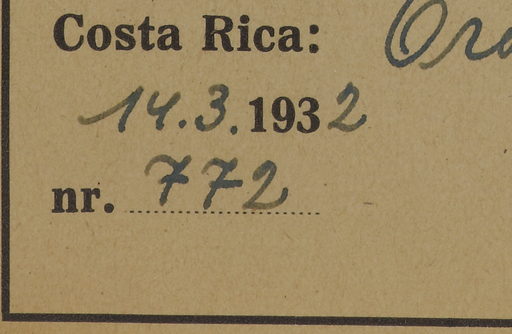 Costa Rica:
14.3.1932
nr. 772